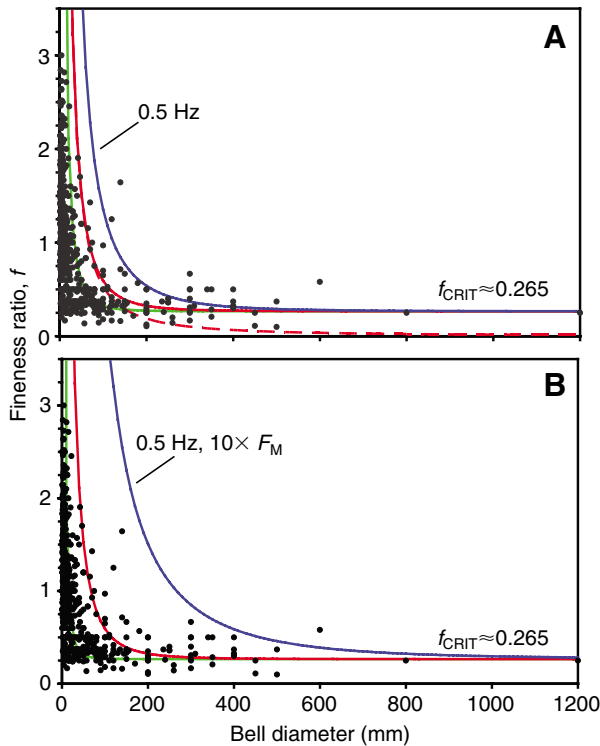 A
3
2
1
0
0.5 Hz
fCRIT≈0.265
Fineness ratio, f
B
3
2
1
0
0.5 Hz, 10× FM
fCRIT≈0.265
0 200 400 600 800 1000 1200
Bell diameter (mm)